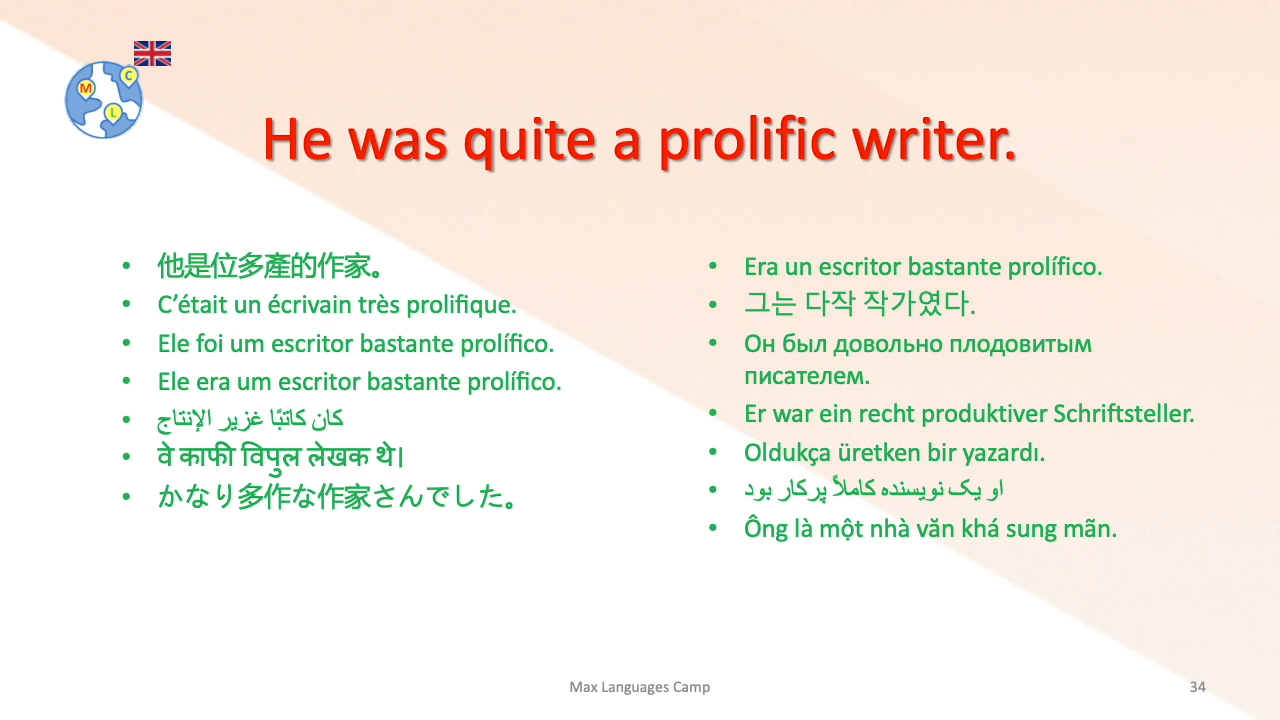 M
C
L
He was quite a prolific writer.
• 他是位多產的作家。
• C’était un écrivain très prolifique.
• Ele foi um escritor bastante prolífico.
• Ele era um escritor bastante prolífico.
• كان كاتبًا غزير الإنتاج
• वे काफी विपुल लेखक थे।
• かなり多作な作家さんでした。
• Era un escritor bastante prolífico.
• 그는 다작 작가였다.
• Он был довольно плодовитым
писателем.
• Er war ein recht produktiver Schriftsteller.
• Oldukça üretken bir yazardı.
• او یک نویسنده کاملاً پرکار بود
• Ông là một nhà văn khá sung mãn.
Max Languages Camp
34